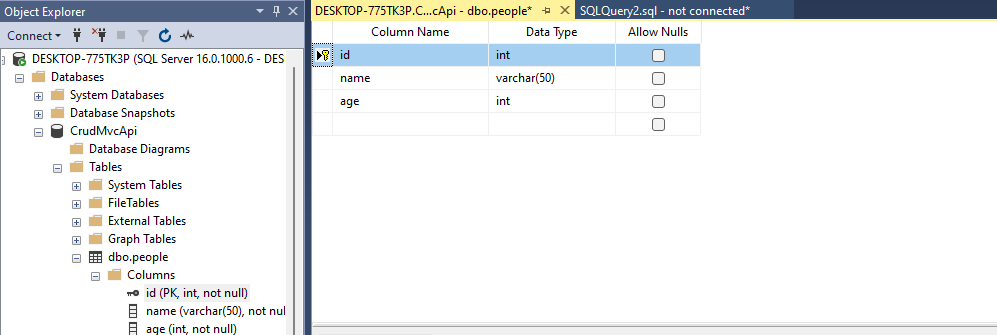 Object Explorer
Connect
DESKTOP-775TK3P (SQL Server 16.0.1000.6 - DES
Databases
System Databases
Database Snapshots
CrudMvcApi
Database Diagrams
Tables
System Tables
FileTables
External Tables
Graph Tables
dbo.people
Columns
id (PK, int, not null)
name (varchar(50), not nul
age (int, not null)
DESKTOP-775TK3P.C...cApi - dbo.people*
SQLQuery2.sql - not connected*
Column Name Data Type Allow Nulls
id int
name varchar(50)
age int